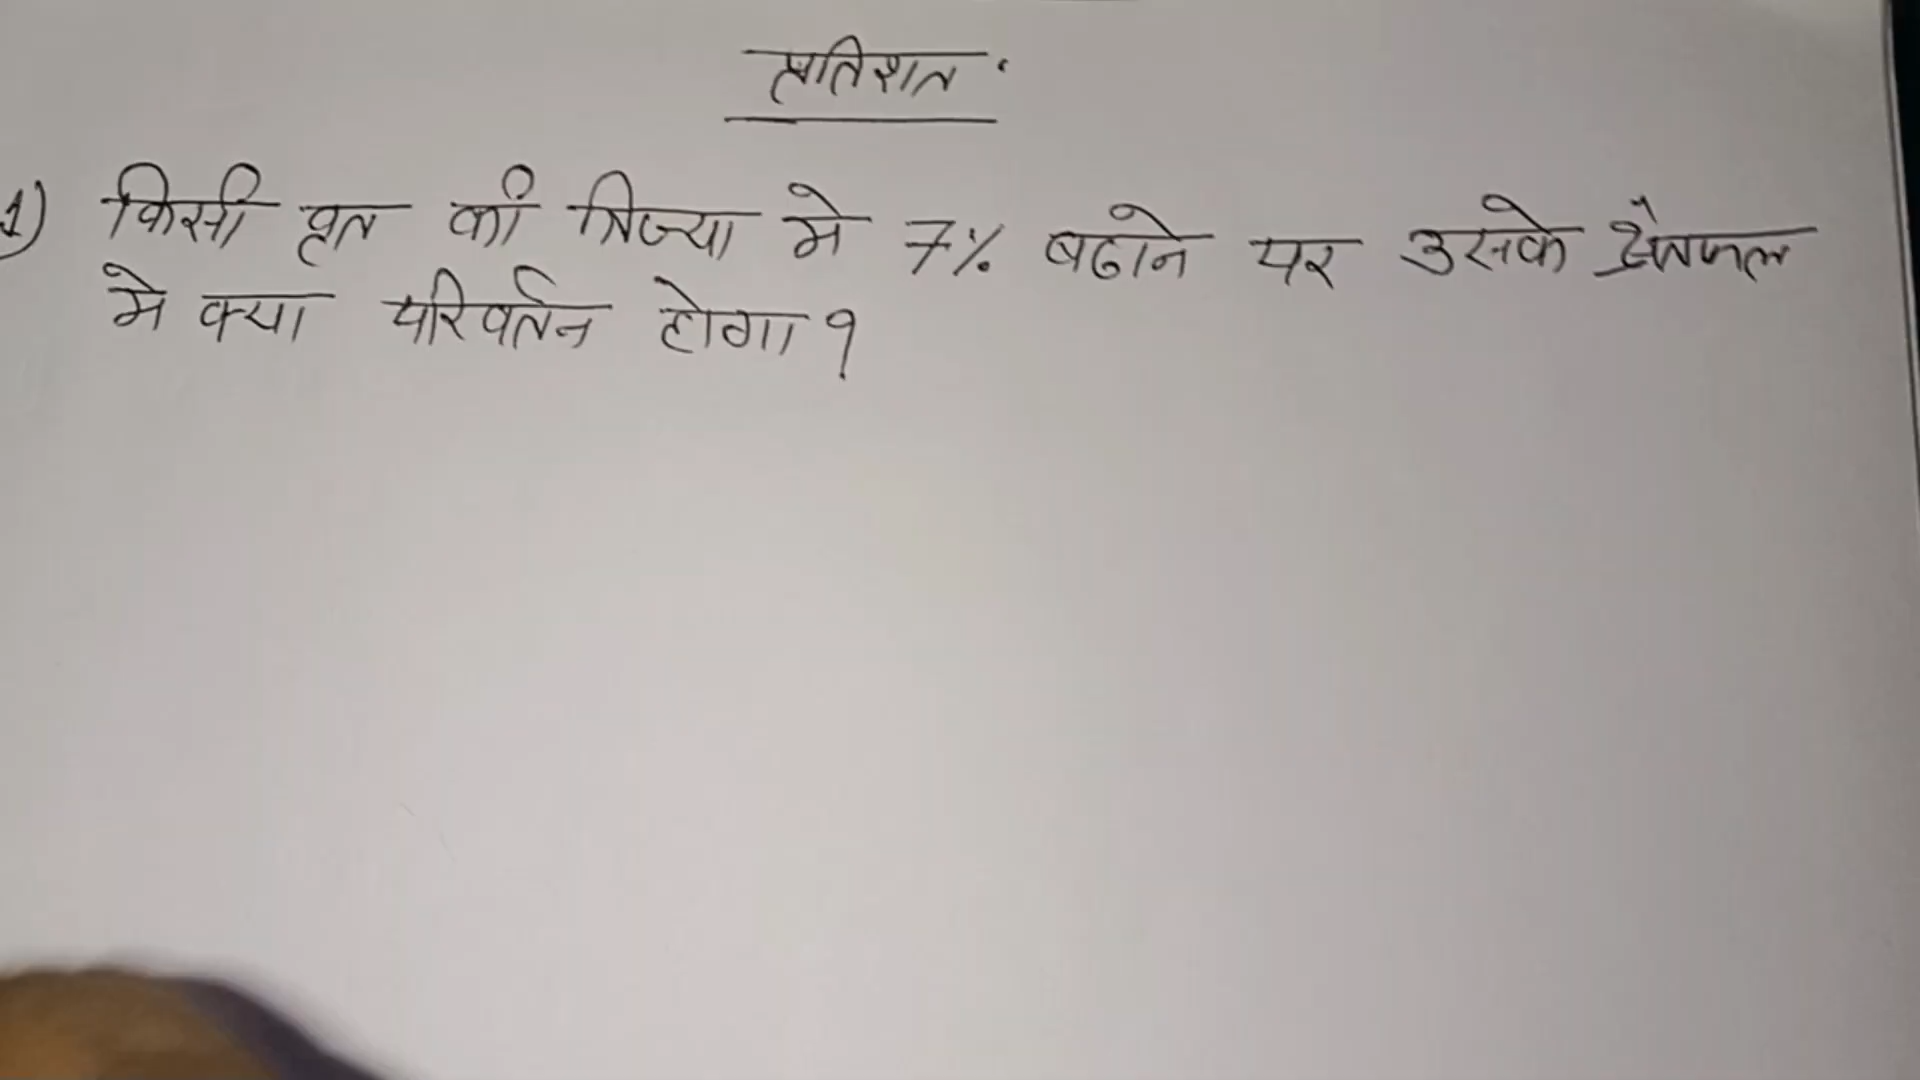 प्रतिशत
1) किसी वृत की त्रिज्या मे 7% बढाने पर उसके क्षेत्रफल
मे क्या परिवर्तन होगा ?